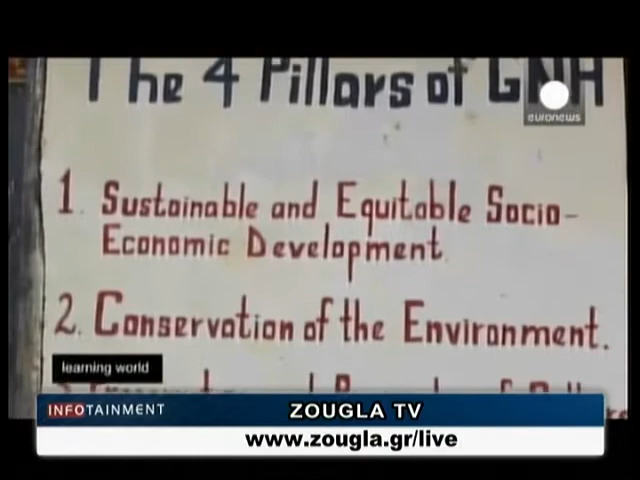 The 4 Pillars of GNH
euronews
1. Sustainable and Equitable Socio-
Economic Development
2. Conservation of the Environment.
learning world
INFOTAINMENT
ZOUGLA TV
www.zougla.gr/live